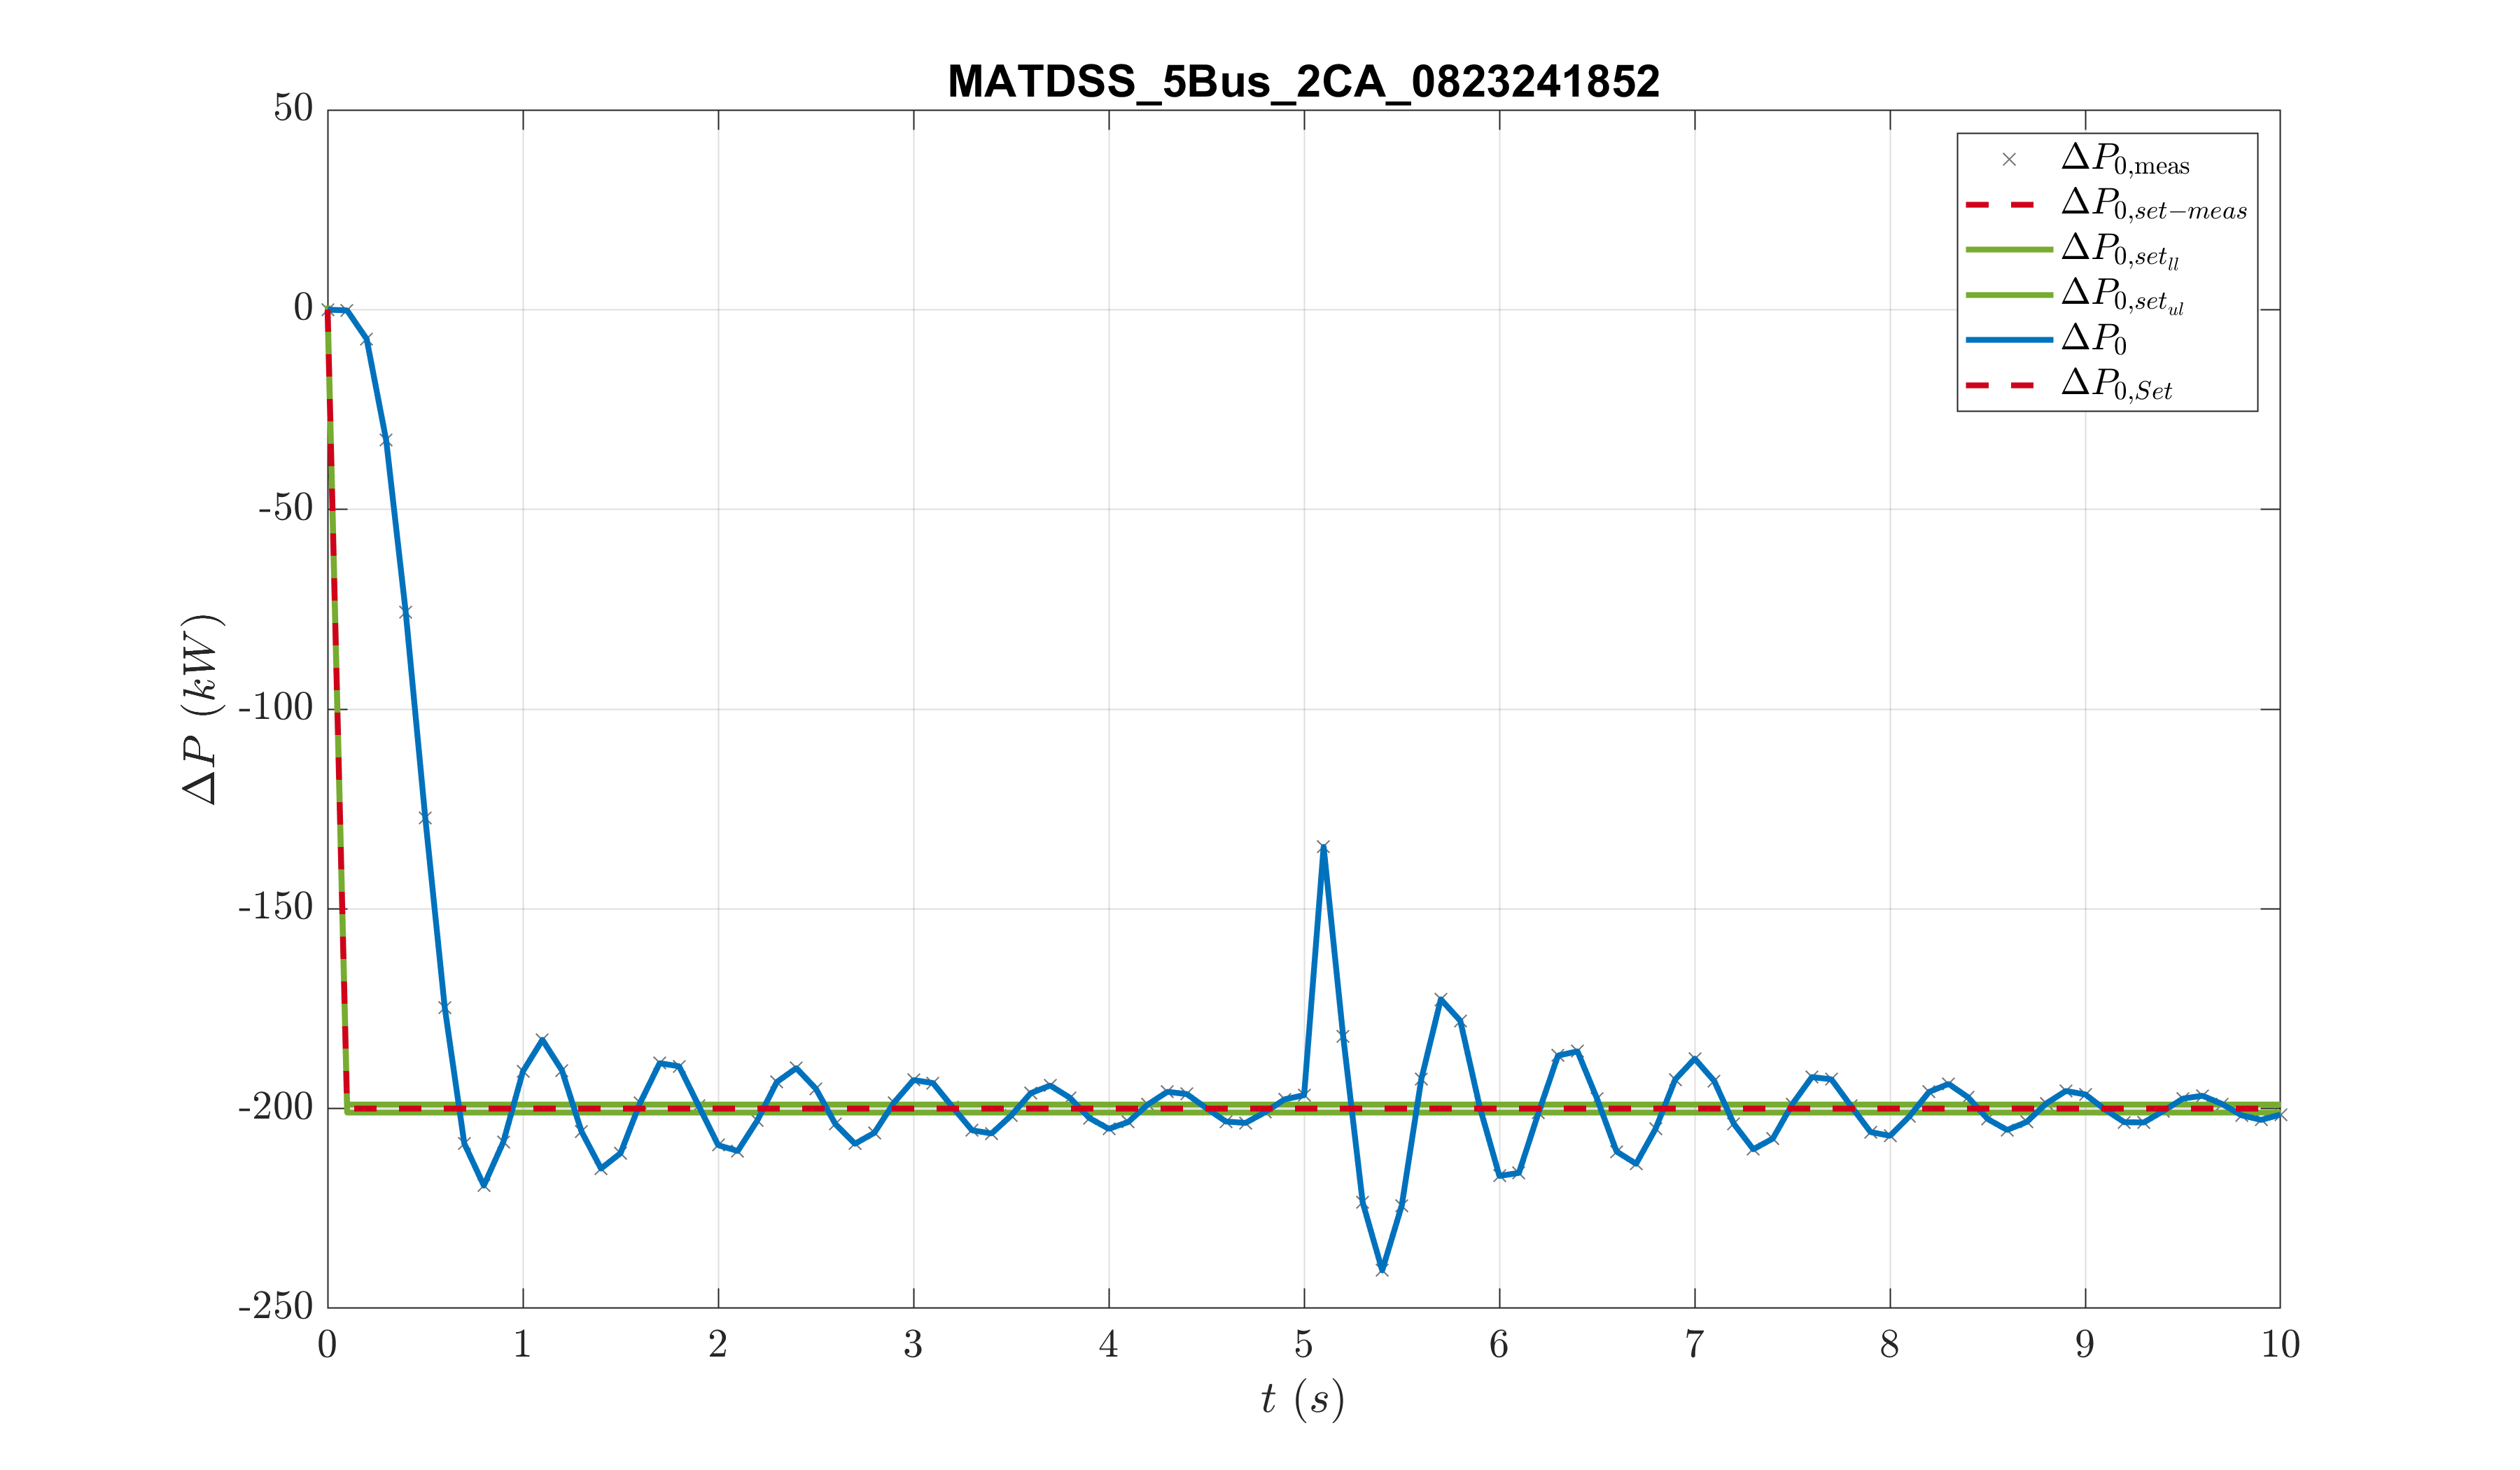 MATDSS_5Bus_2CA_0823241852
50
0
-50
-100
-150
-200
-250
ΔP (kW)
0 1 2 3 4 5 6 7 8 9 10
t (s)
ΔP0,meas
ΔP0,set−meas
ΔP0,setll
ΔP0,setul
ΔP0
ΔP0,Set